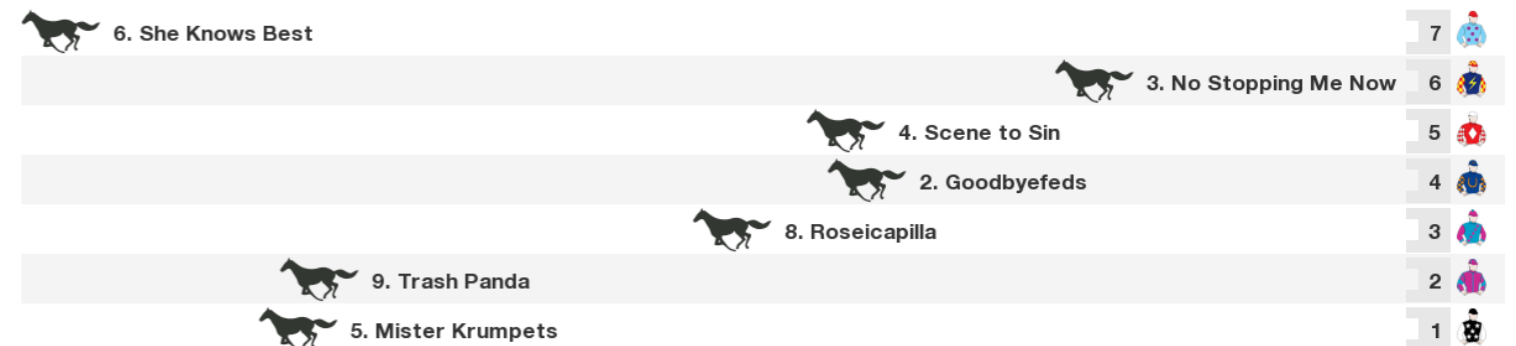 6. She Knows Best 7
3. No Stopping Me Now 6
4. Scene to Sin 5
2. Goodbyefeds 4
8. Roseicapilla 3
9. Trash Panda 2
5. Mister Krumpets 1